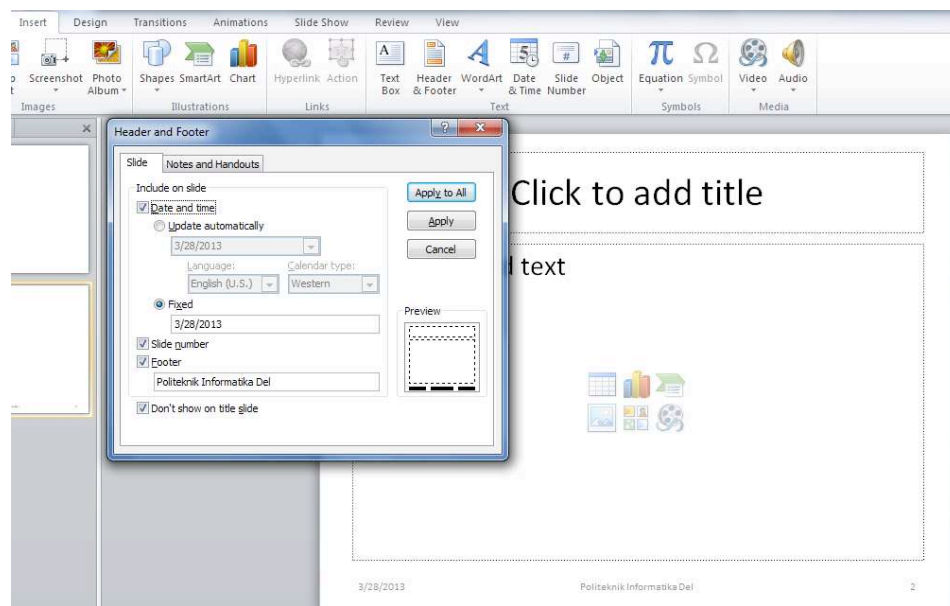 Insert Design Transitions Animations Slide Show Review View
Screenshot Photo Album Shapes SmartArt Chart Hyperlink Action Text Box Header & Footer WordArt Date & Time Slide Number Object Equation Symbol Video Audio
Images Illustrations Links Text Symbols Media
Header and Footer
Slide Notes and Handouts
Include on slide
Date and time
Update automatically
3/28/2013
Language: Calendar type:
English (U.S.) Western
Fixed
3/28/2013
Slide number
Footer
Politeknik Informatika Del
Don't show on title slide
Apply to All
Apply
Cancel
Preview
Click to add title
text
3/28/2013 Politeknik Informatika Del 2